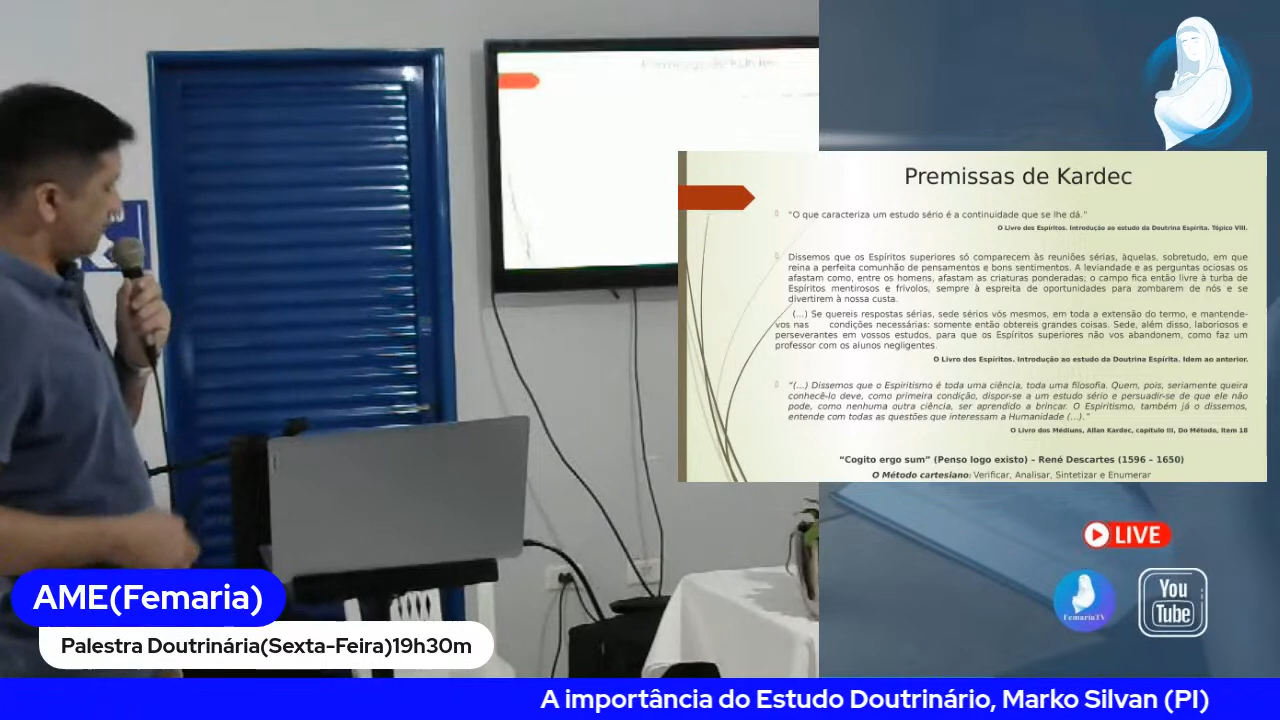 Premissas de Kardec
“O que caracteriza um estudo sério é a continuidade que se lhe dá.”
O Livro dos Espíritos. Introdução ao estudo da Doutrina Espírita. Tópico VIII.
Dissemos que os Espíritos superiores só comparecem às reuniões sérias, àquelas, sobretudo, em que
reina a perfeita comunhão de pensamentos e bons sentimentos. A leviandade e as perguntas ociosas os
afastam como, entre os homens, afastam as criaturas ponderadas; o campo fica então livre à turba de
Espíritos mentirosos e frívolos, sempre à espreita de oportunidades para zombarem de nós e se
divertirem à nossa custa.
(...) Se quereis respostas sérias, sede sérios vós mesmos, em toda a extensão do termo, e mantende-
vos nas condições necessárias: somente então obtereis grandes coisas. Sede, além disso, laboriosos e
perseverantes em vossos estudos, para que os Espíritos superiores não vos abandonem, como faz um
professor com os alunos negligentes.
O Livro dos Espíritos. Introdução ao estudo da Doutrina Espírita. Idem ao anterior.
“(...) Dissemos que o Espiritismo é toda uma ciência, toda uma filosofia. Quem, pois, seriamente queira
conhecê-lo deve, como primeira condição, dispor-se a um estudo sério e persuadir-se de que ele não
pode, como nenhuma outra ciência, ser aprendido a brincar. O Espiritismo, também já o dissemos,
entende com todas as questões que interessam a Humanidade (...).”
O Livro dos Médiuns, Allan Kardec, capítulo III, Do Método, item 18
“Cogito ergo sum” (Penso logo existo) – René Descartes (1596 – 1650)
O Método cartesiano: Verificar, Analisar, Sintetizar e Enumerar
LIVE
FemariaTV
You
Tube
AME(Femaria)
Palestra Doutrinária(Sexta-Feira)19h30m
A importância do Estudo Doutrinário, Marko Silvan (PI)